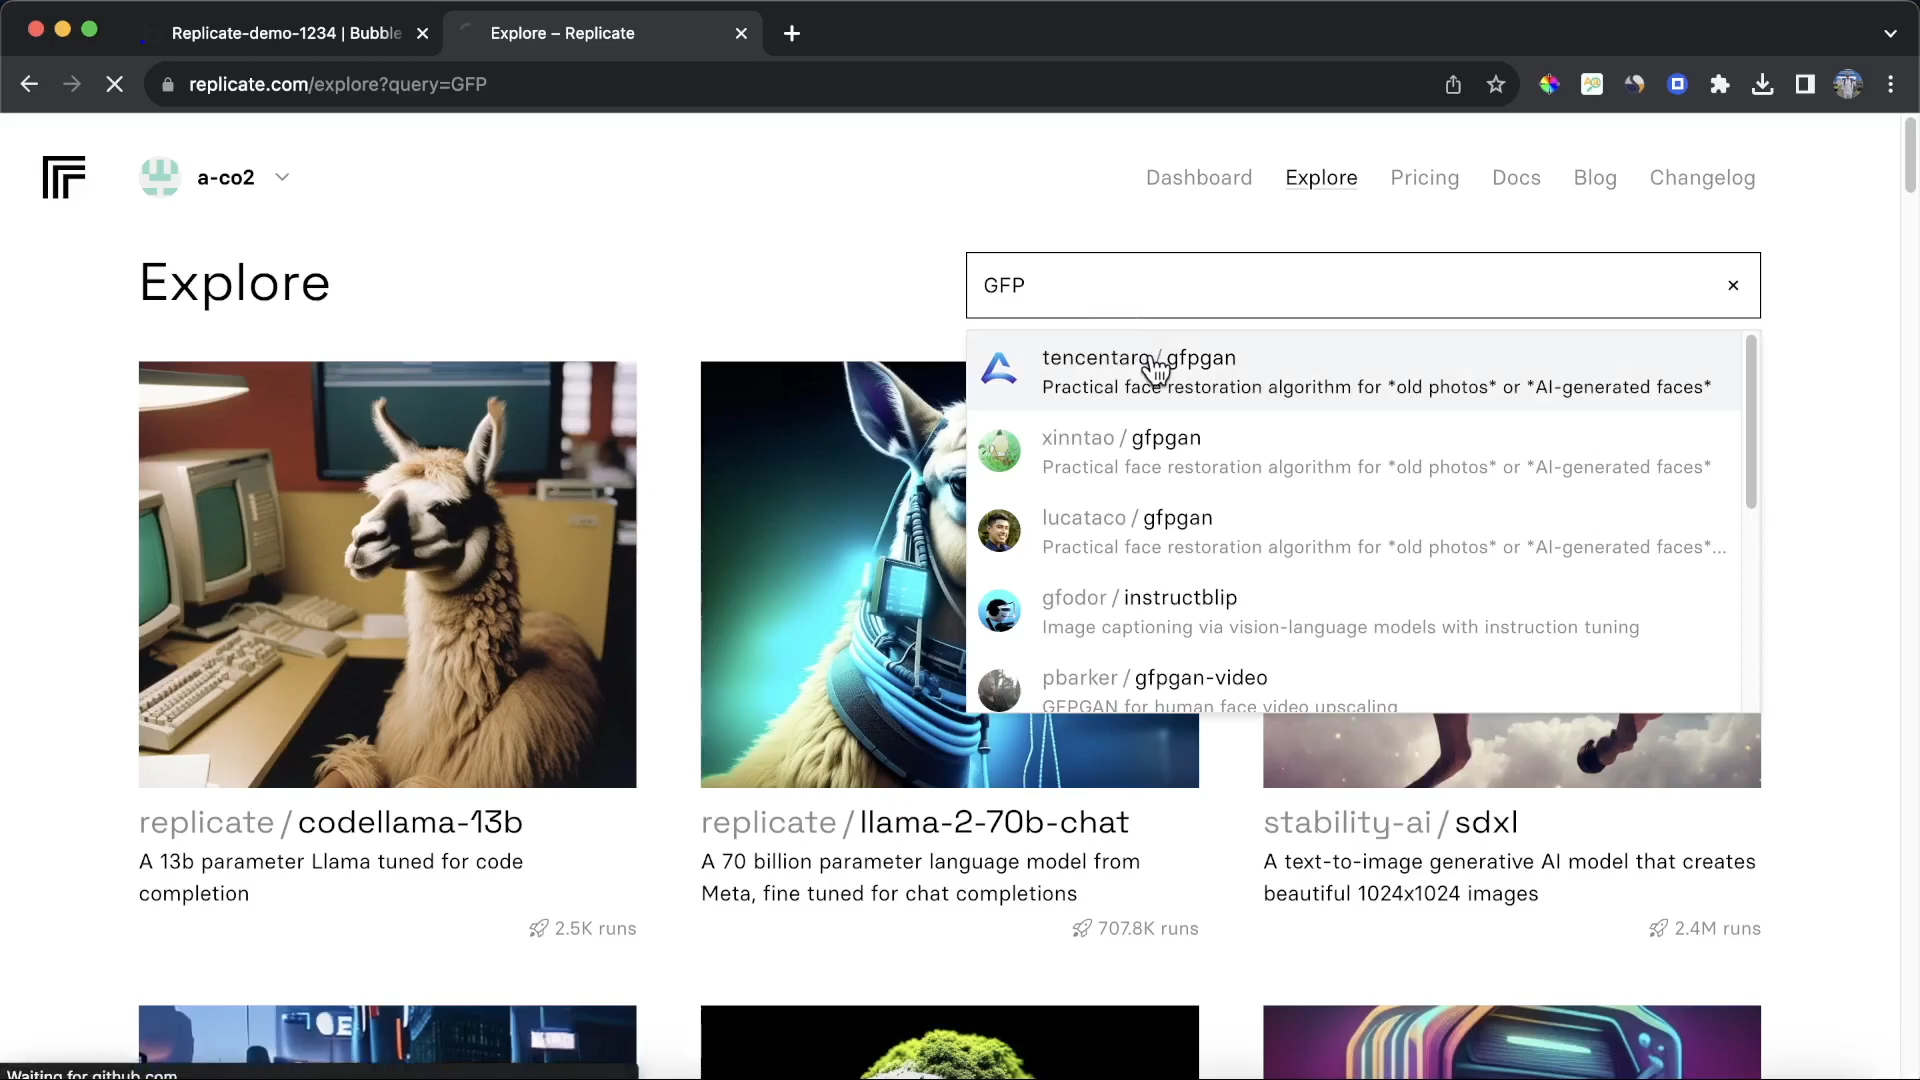 Replicate-demo-1234 | Bubble
Explore – Replicate
replicate.com/explore?query=GFP
a-co2
Dashboard
Explore
Pricing
Docs
Blog
Changelog
Explore
GFP
tencentarc / gfpgan
Practical face restoration algorithm for *old photos* or *AI-generated faces*
xinntao / gfpgan
Practical face restoration algorithm for *old photos* or *AI-generated faces*
lucataco / gfpgan
Practical face restoration algorithm for *old photos* or *AI-generated faces*...
gfodor / instructblip
Image captioning via vision-language models with instruction tuning
pbarker / gfpgan-video
GFPGAN for human face video upscaling
replicate / codellama-13b
A 13b parameter Llama tuned for code
completion
2.5K runs
replicate / llama-2-70b-chat
A 70 billion parameter language model from
Meta, fine tuned for chat completions
707.8K runs
stability-ai / sdxl
A text-to-image generative AI model that creates
beautiful 1024x1024 images
2.4M runs
Waiting for github.com